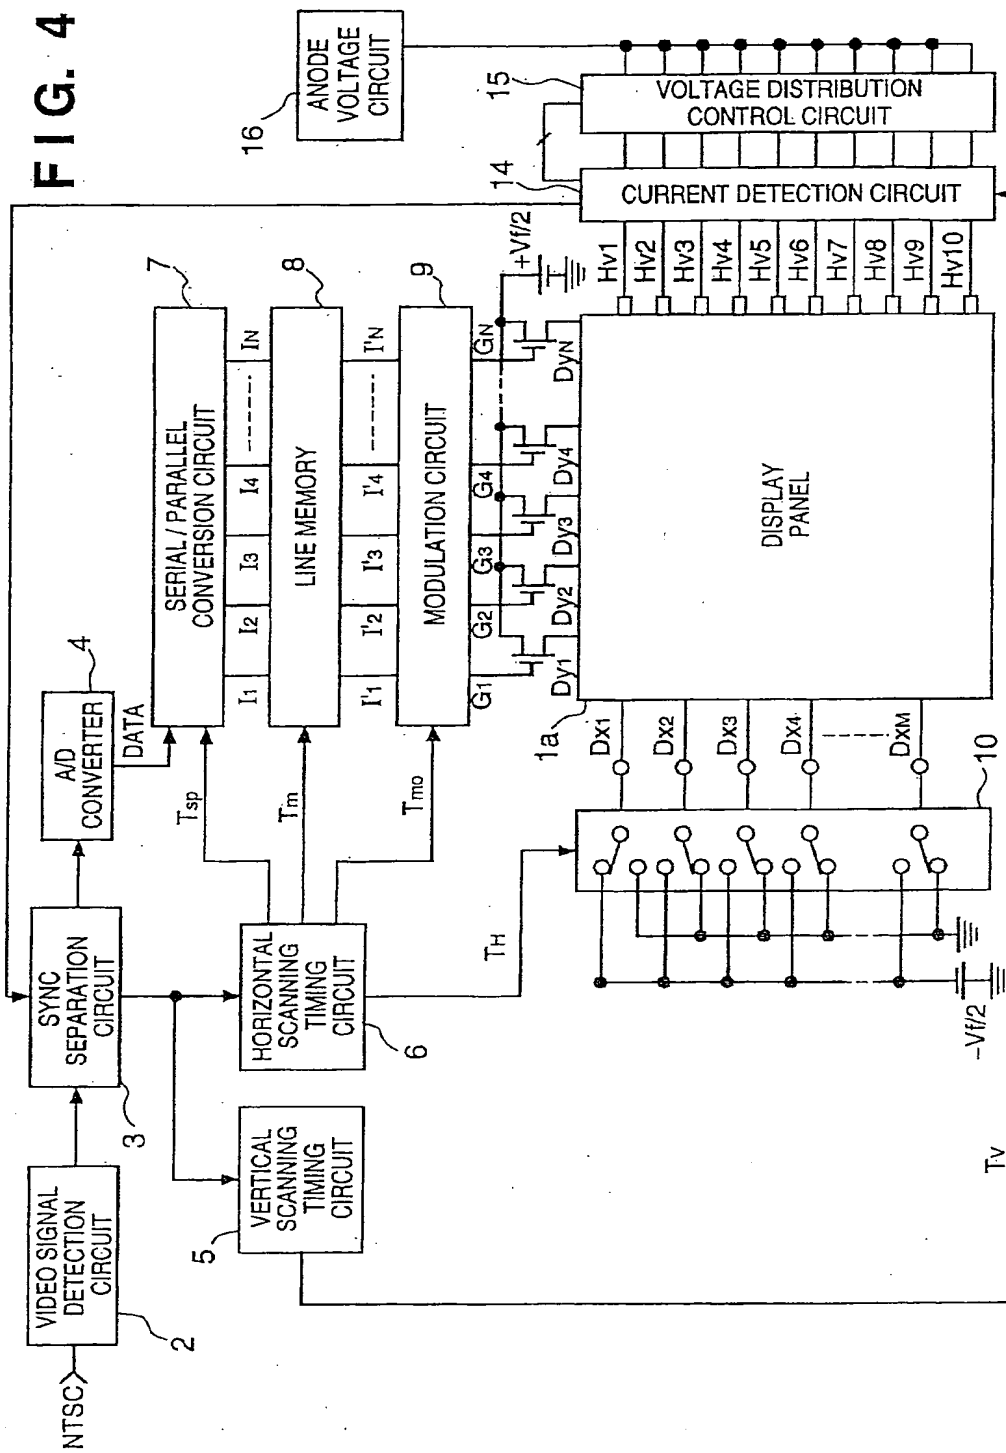 FIG. 4
NTSC
VIDEO SIGNAL
DETECTION
CIRCUIT
2
SYNC
SEPARATION
CIRCUIT
3
A/D
CONVERTER
4
DATA
VERTICAL
SCANNING
TIMING
CIRCUIT
5
HORIZONTAL
SCANNING
TIMING
CIRCUIT
6
Tsp
Tm
Tmo
TH
Tv
SERIAL / PARALLEL
CONVERSION CIRCUIT
7
I1 I2 I3 I4 IN
LINE MEMORY
8
I'1 I'2 I'3 I'4 I'N
MODULATION CIRCUIT
9
G1 G2 G3 G4 GN
+Vf/2
Dy1 Dy2 Dy3 Dy4 DyN
1a
DISPLAY
PANEL
Dx1
Dx2
Dx3
Dx4
DxM
10
-Vf/2
Hv1
Hv2
Hv3
Hv4
Hv5
Hv6
Hv7
Hv8
Hv9
Hv10
14
CURRENT DETECTION CIRCUIT
15
VOLTAGE DISTRIBUTION
CONTROL CIRCUIT
16
ANODE
VOLTAGE
CIRCUIT